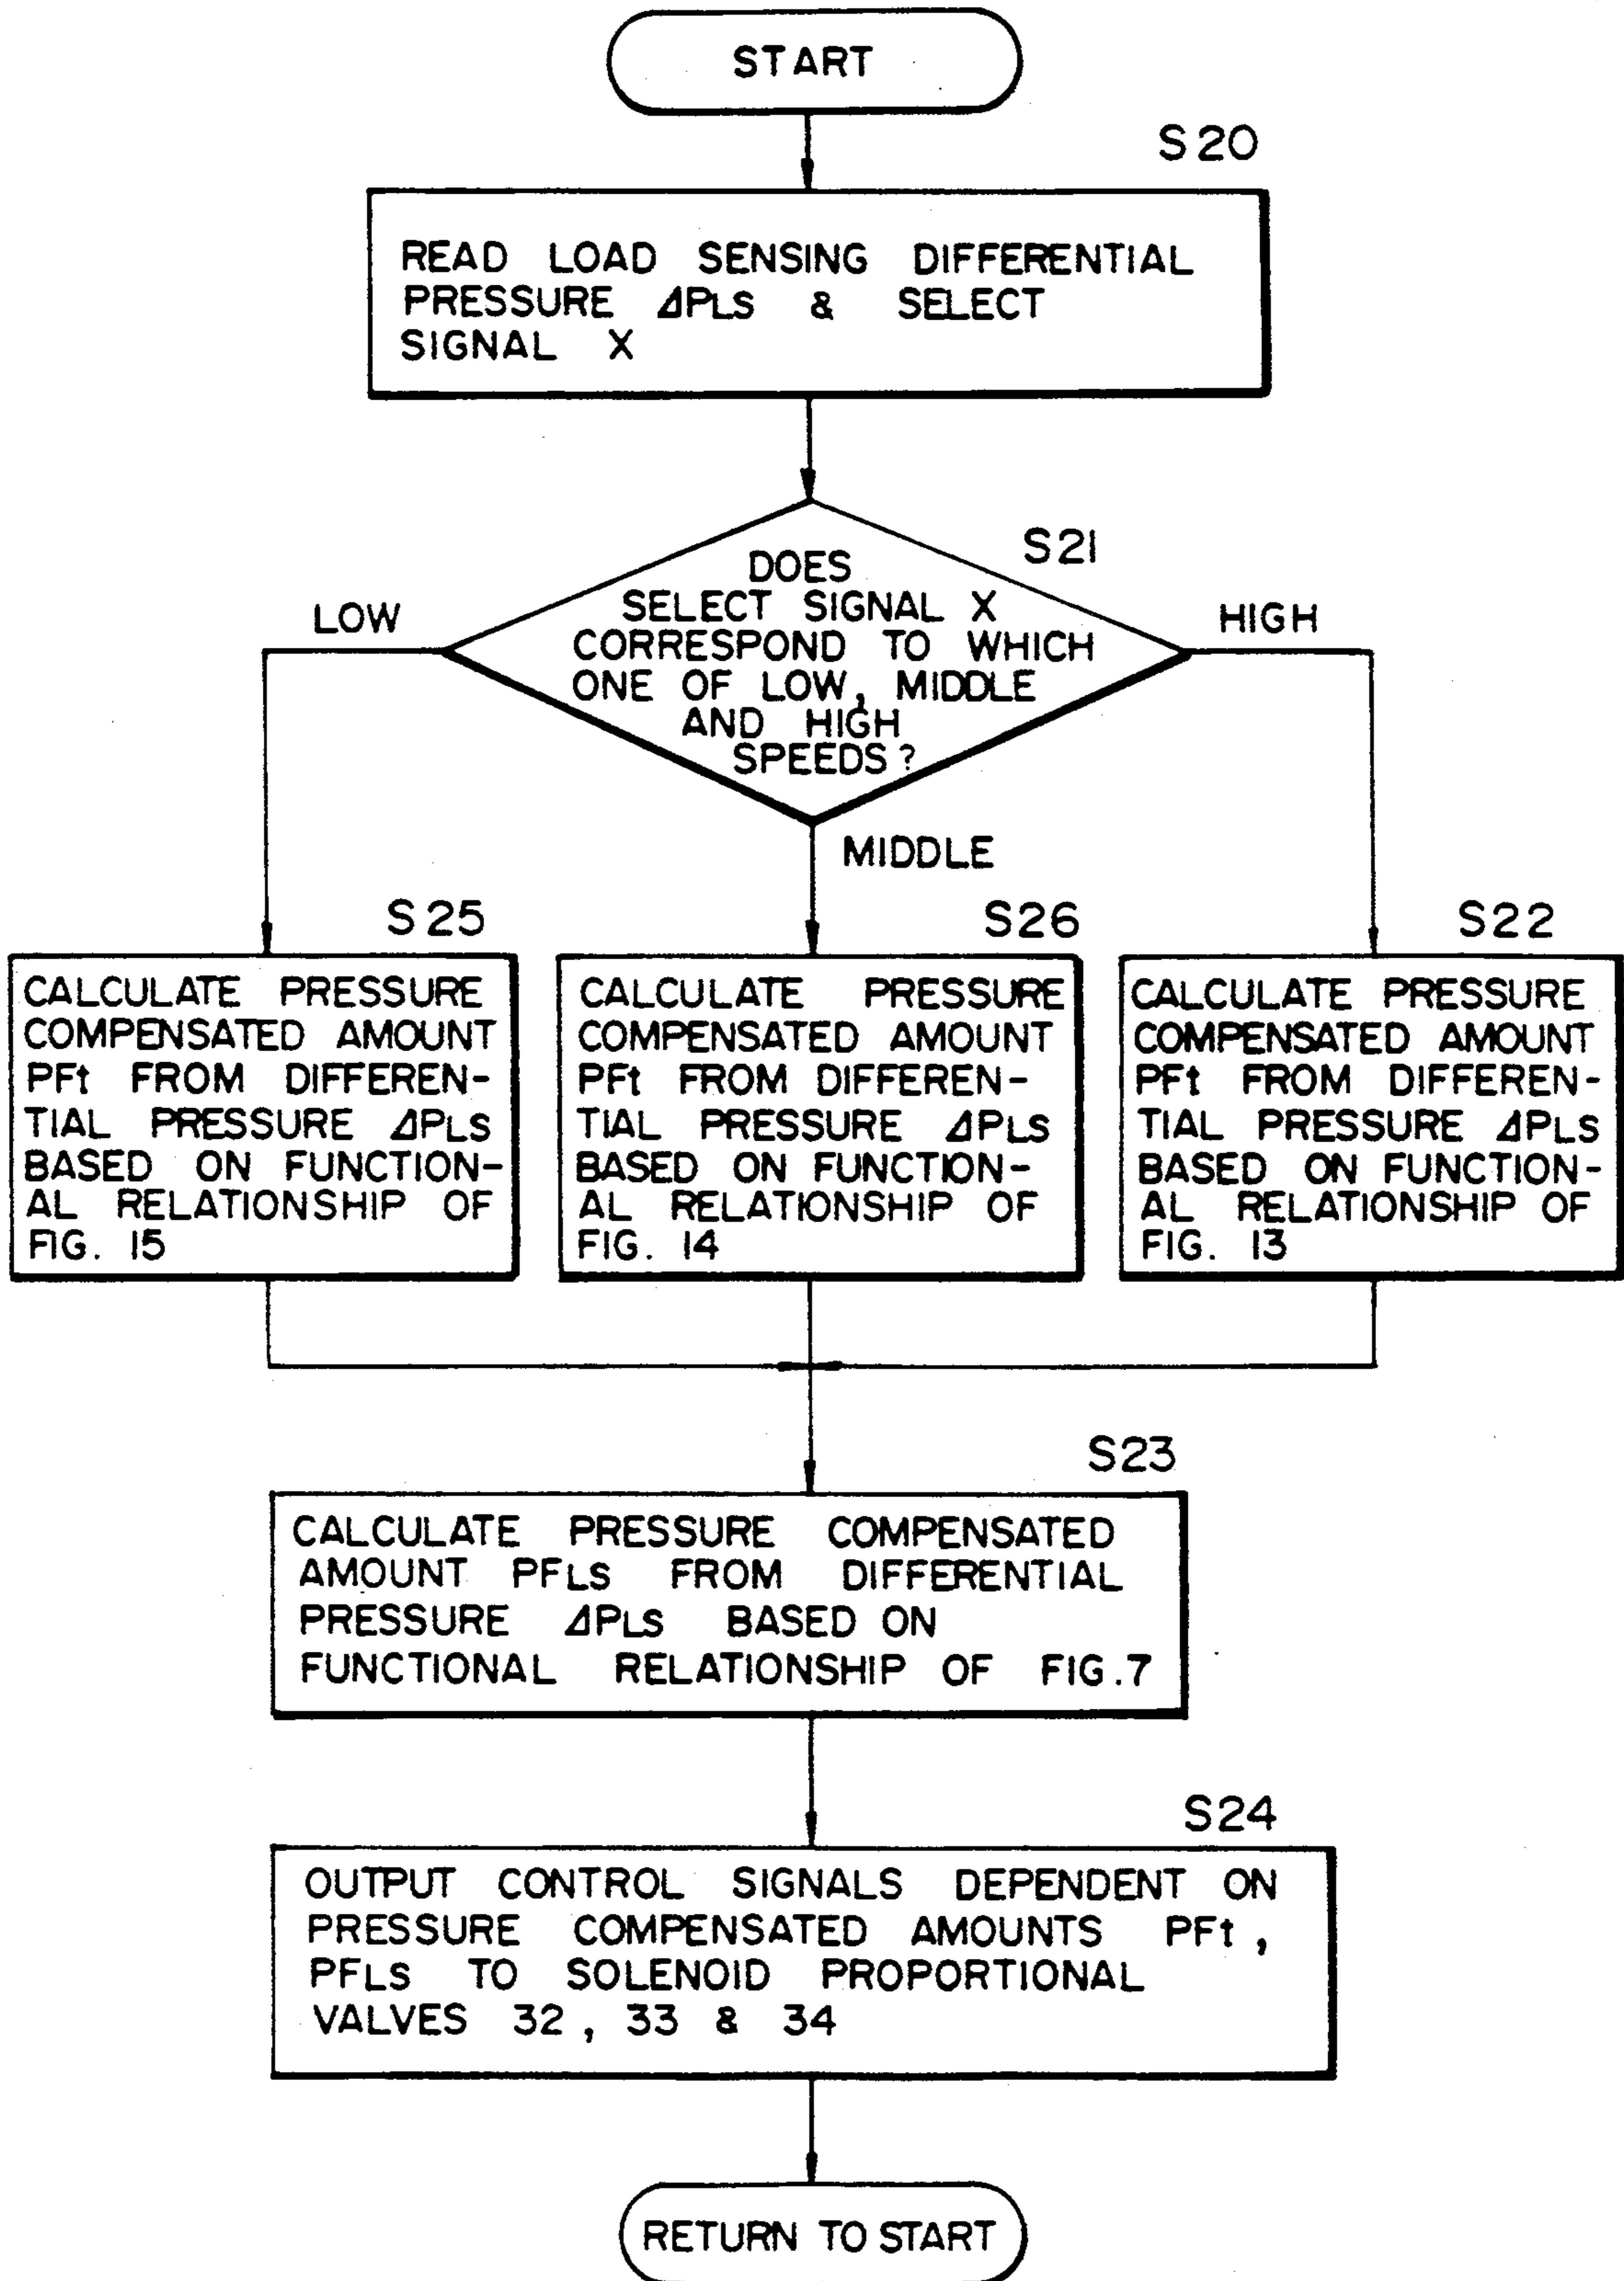 START
S20
READ LOAD SENSING DIFFERENTIAL
PRESSURE ΔPLS & SELECT
SIGNAL X
S21
DOES
SELECT SIGNAL X
CORRESPOND TO WHICH
ONE OF LOW, MIDDLE
AND HIGH
SPEEDS?
LOW
HIGH
MIDDLE
S25
CALCULATE PRESSURE
COMPENSATED AMOUNT
PFt FROM DIFFEREN-
TIAL PRESSURE ΔPLS
BASED ON FUNCTION-
AL RELATIONSHIP OF
FIG. 15
S26
CALCULATE PRESSURE
COMPENSATED AMOUNT
PFt FROM DIFFEREN-
TIAL PRESSURE ΔPLS
BASED ON FUNCTION-
AL RELATIONSHIP OF
FIG. 14
S22
CALCULATE PRESSURE
COMPENSATED AMOUNT
PFt FROM DIFFEREN-
TIAL PRESSURE ΔPLS
BASED ON FUNCTION-
AL RELATIONSHIP OF
FIG. 13
S23
CALCULATE PRESSURE COMPENSATED
AMOUNT PFLS FROM DIFFERENTIAL
PRESSURE ΔPLS BASED ON
FUNCTIONAL RELATIONSHIP OF FIG.7
S24
OUTPUT CONTROL SIGNALS DEPENDENT ON
PRESSURE COMPENSATED AMOUNTS PFt,
PFLS TO SOLENOID PROPORTIONAL
VALVES 32, 33 & 34
RETURN TO START